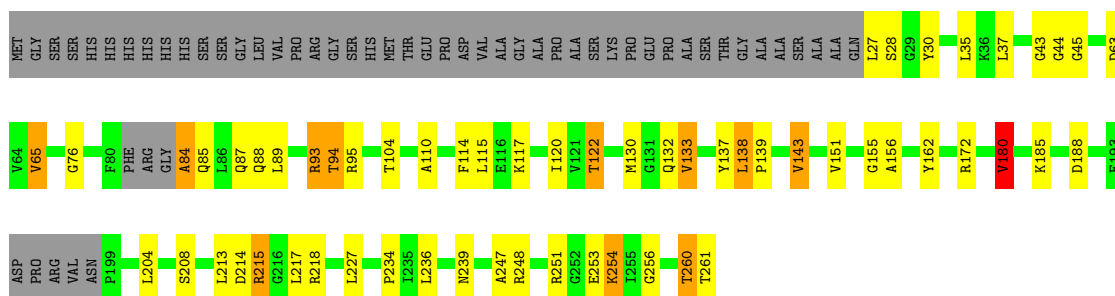 MET GLY SER SER HIS HIS HIS HIS HIS HIS SER SER GLY LEU VAL PRO ARG GLY SER HIS MET THR GLU PRO ASP VAL ALA GLY ALA PRO ALA SER LYS PRO GLU PRO ALA SER THR GLY ALA ALA SER ALA ALA GLN L27 S28 G29 Y30 L35 K36 L37 G43 G44 G45 D63
V64 V65 G76 F80 PHE ARG GLY A84 Q85 L86 Q87 Q88 L89 R93 T94 R95 T104 A110 F114 L115 E116 K117 I120 V121 T122 M130 G131 Q132 V133 Y137 L138 P139 V143 V151 G155 A156 Y162 R172 V180 K185 D188 E193
ASP PRO ARG VAL ASN P199 L204 S208 L213 D214 R215 G216 L217 R218 L227 P234 I235 L236 N239 A247 R248 R251 G252 E253 K254 I255 G256 T260 T261